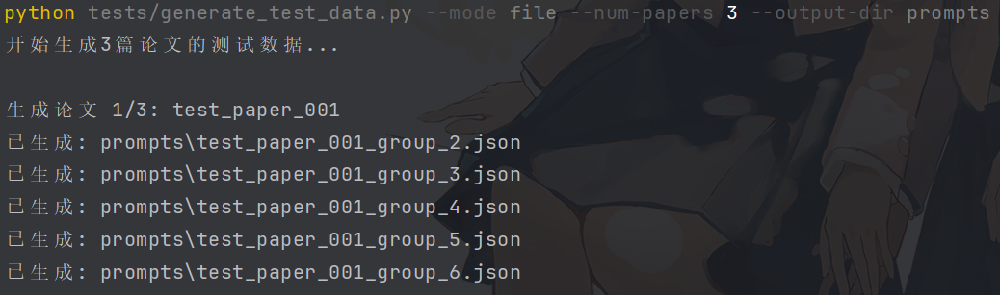 python tests/generate_test_data.py --mode file --num-papers 3 --output-dir prompts
开始生成3篇论文的测试数据...
生成论文 1/3: test_paper_001
已生成: prompts\test_paper_001_group_2.json
已生成: prompts\test_paper_001_group_3.json
已生成: prompts\test_paper_001_group_4.json
已生成: prompts\test_paper_001_group_5.json
已生成: prompts\test_paper_001_group_6.json